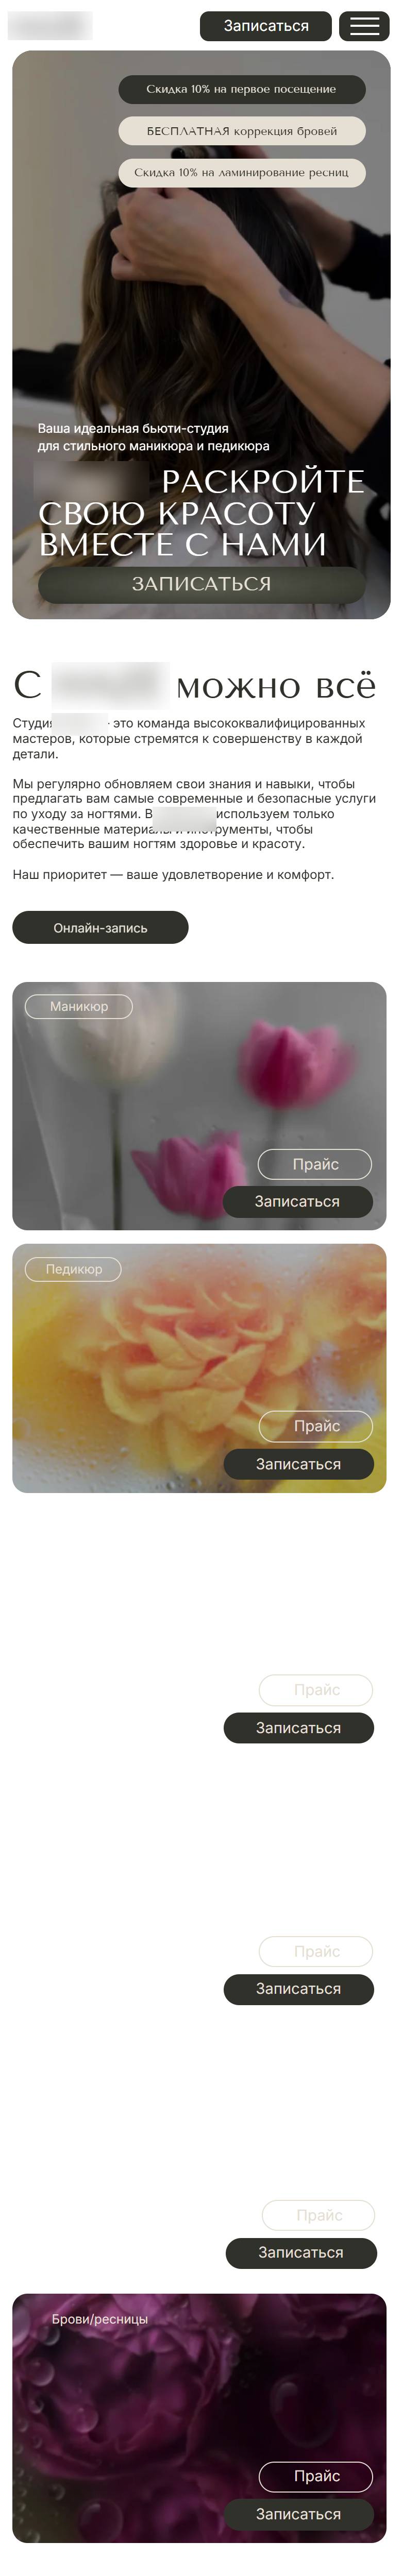 Записаться
Скидка 10% на первое посещение
БЕСПЛАТНАЯ коррекция бровей
Скидка 10% на ламинирование ресниц
Ваша идеальная бьюти-студия
для стильного маникюра и педикюра
РАСКРОЙТЕ
СВОЮ КРАСОТУ
ВМЕСТЕ С НАМИ
ЗАПИСАТЬСЯ
С можно всё
Студия - это команда высококвалифицированных
мастеров, которые стремятся к совершенству в каждой
детали.
Мы регулярно обновляем свои знания и навыки, чтобы
предлагать вам самые современные и безопасные услуги
по уходу за ногтями. В используем только
качественные материалы и инструменты, чтобы
обеспечить вашим ногтям здоровье и красоту.
Наш приоритет — ваше удовлетворение и комфорт.
Онлайн-запись
Маникюр
Прайс
Записаться
Педикюр
Прайс
Записаться
Прайс
Записаться
Прайс
Записаться
Прайс
Записаться
Брови/ресницы
Прайс
Записаться